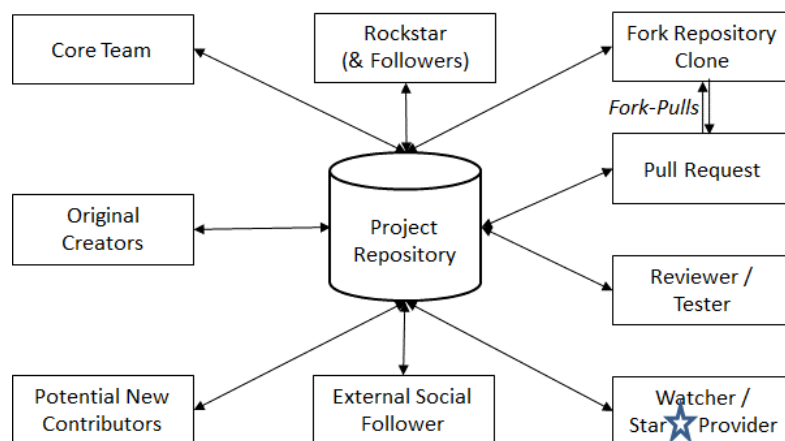 Core Team
Rockstar
(& Followers)
Fork Repository
Clone
Fork-Pulls
Pull Request
Original
Creators
Project
Repository
Reviewer /
Tester
Potential New
Contributors
External Social
Follower
Watcher /
Star Provider